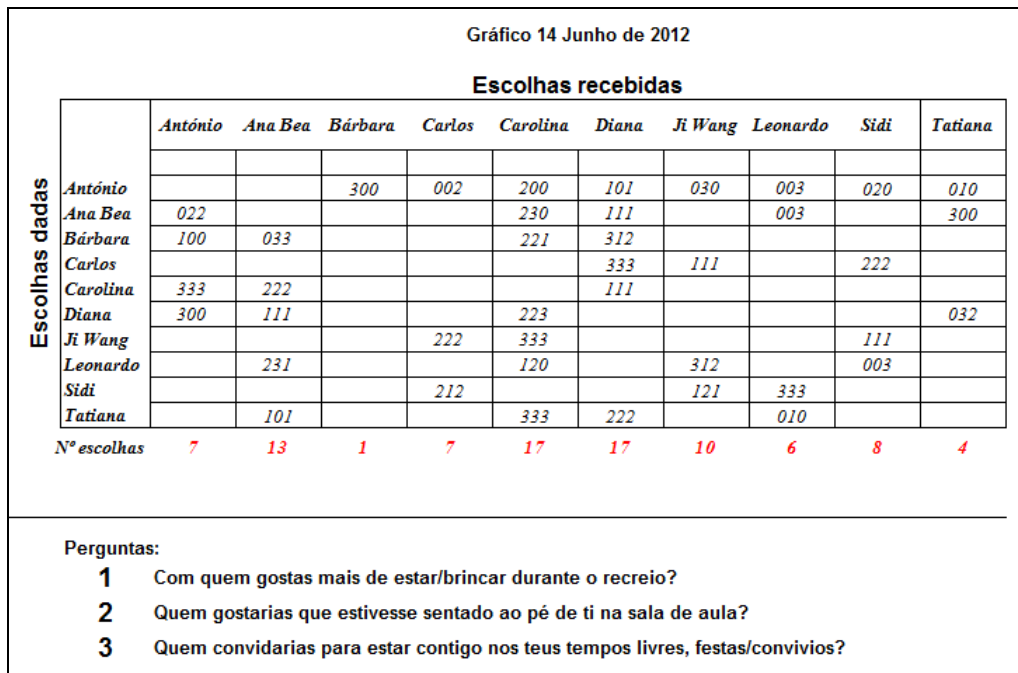 Gráfico 14 Junho de 2012
Escolhas recebidas
António Ana Bea Bárbara Carlos Carolina Diana Ji Wang Leonardo Sidi Tatiana
Escolhas dadas
António 300 002 200 101 030 003 020 010
Ana Bea 022 230 111 003 300
Bárbara 100 033 221 312
Carlos 333 111 222
Carolina 333 222 111
Diana 300 111 223 032
Ji Wang 222 333 111
Leonardo 231 120 312 003
Sidi 212 121 333
Tatiana 101 333 222 010
Nº escolhas 7 13 1 7 17 17 10 6 8 4
Perguntas:
1 Com quem gostas mais de estar/brincar durante o recreio?
2 Quem gostarias que estivesse sentado ao pé de ti na sala de aula?
3 Quem convidarias para estar contigo nos teus tempos livres, festas/convivios?